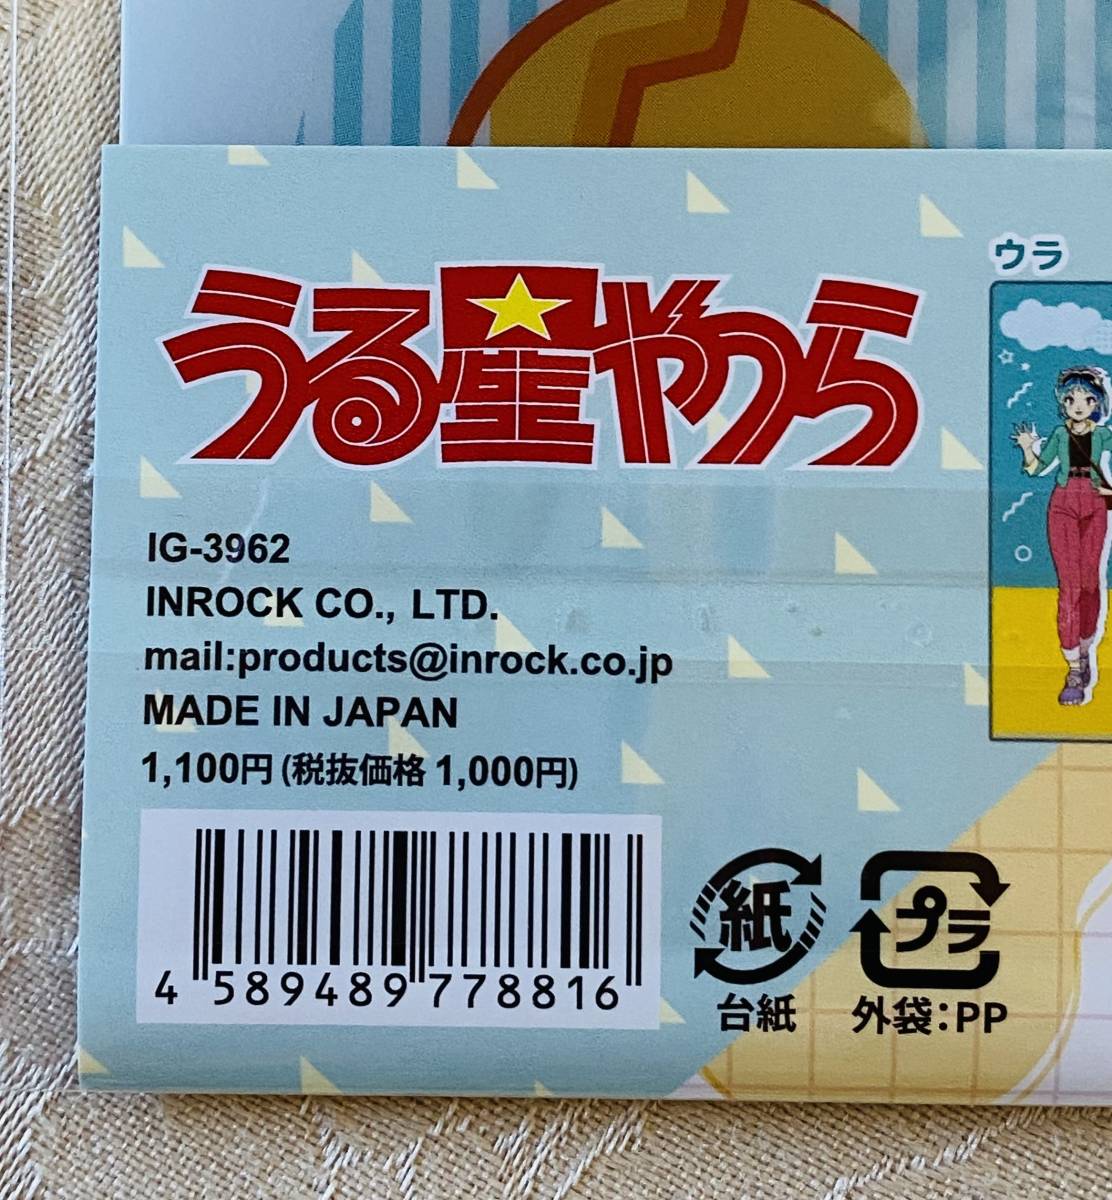 うる星やつら
ウラ
IG-3962
INROCK CO., LTD.
mail:products@inrock.co.jp
MADE IN JAPAN
1,100円 (税抜価格 1,000円)
4 589489 778816
紙
プラ
台紙
外袋:PP